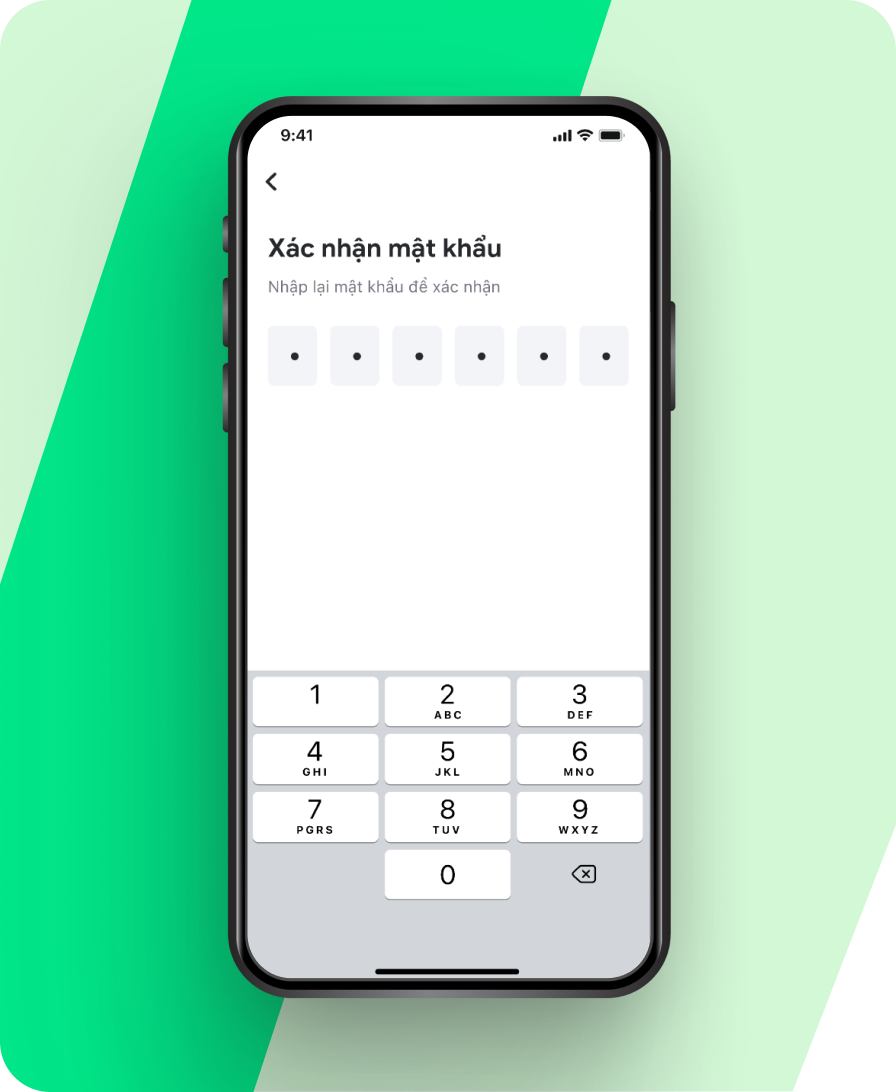 9:41
Xác nhận mật khẩu
Nhập lại mật khẩu để xác nhận
1
2
ABC
3
DEF
4
GHI
5
JKL
6
MNO
7
PGRS
8
TUV
9
WXYZ
0